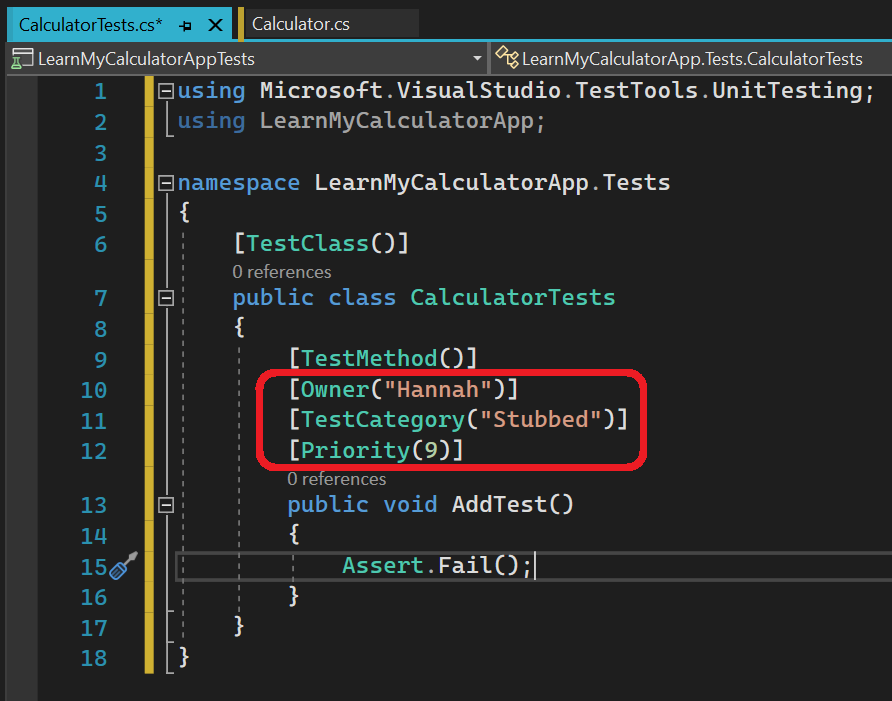 CalculatorTests.cs* Calculator.cs
LearnMyCalculatorAppTests LearnMyCalculatorApp.Tests.CalculatorTests
1 using Microsoft.VisualStudio.TestTools.UnitTesting;
2 using LearnMyCalculatorApp;
3
4 namespace LearnMyCalculatorApp.Tests
5 {
6 [TestClass()]
0 references
7 public class CalculatorTests
8 {
9 [TestMethod()]
10 [Owner("Hannah")]
11 [TestCategory("Stubbed")]
12 [Priority(9)]
0 references
13 public void AddTest()
14 {
15 Assert.Fail();
16 }
17 }
18 }